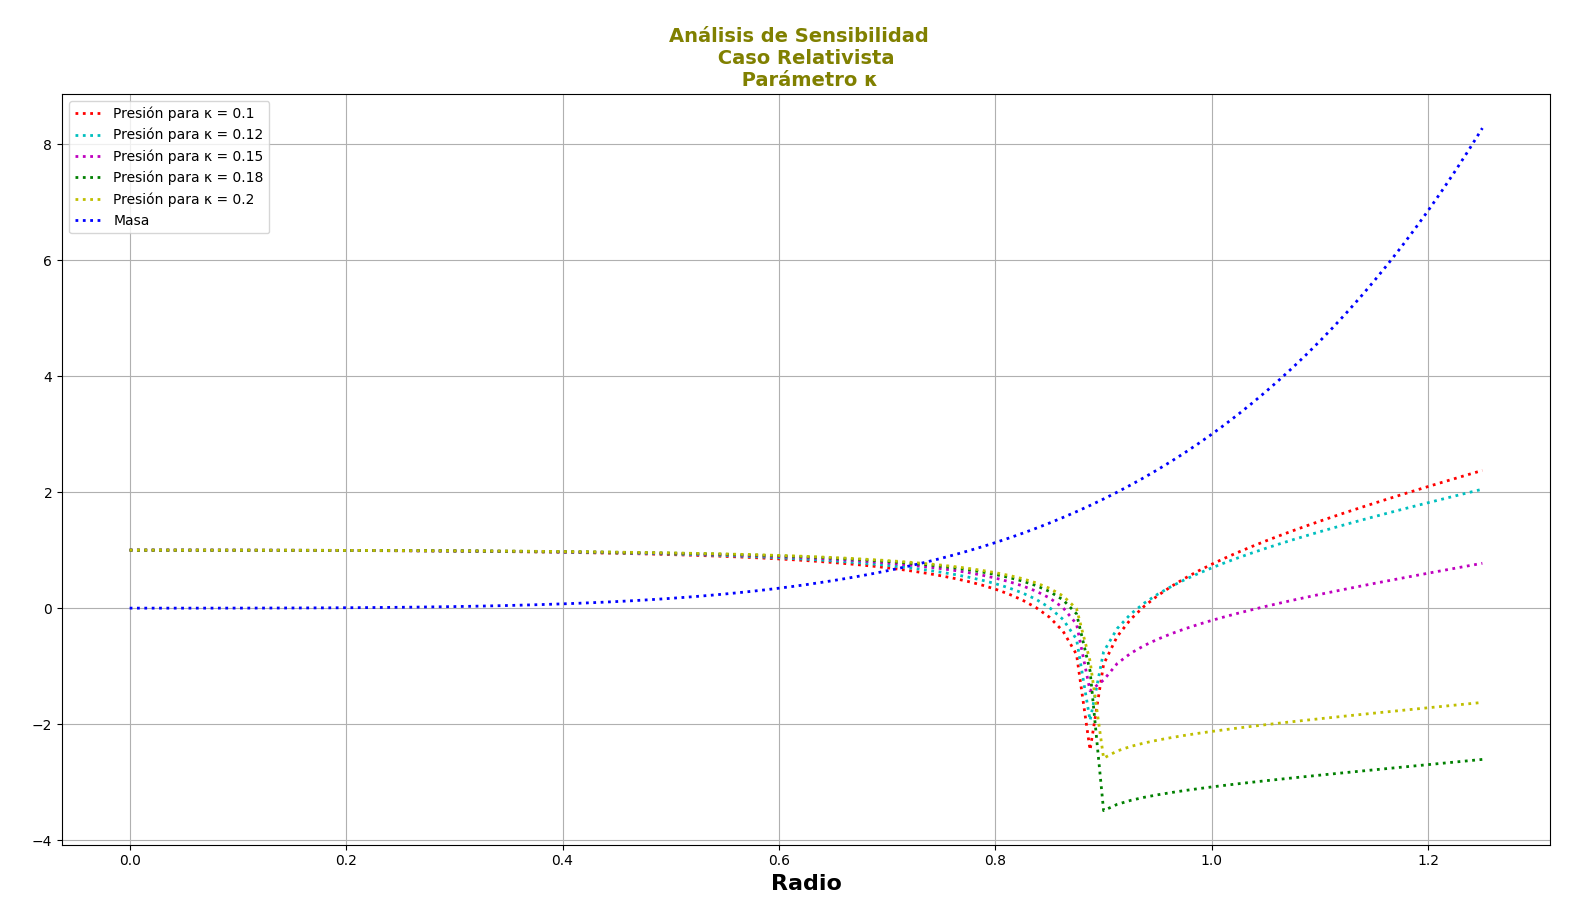 Análisis de Sensibilidad
Caso Relativista
Parámetro κ
Presión para κ = 0.1
Presión para κ = 0.12
Presión para κ = 0.15
Presión para κ = 0.18
Presión para κ = 0.2
Masa
8
6
4
2
0
−2
−4
0.0 0.2 0.4 0.6 0.8 1.0 1.2
Radio